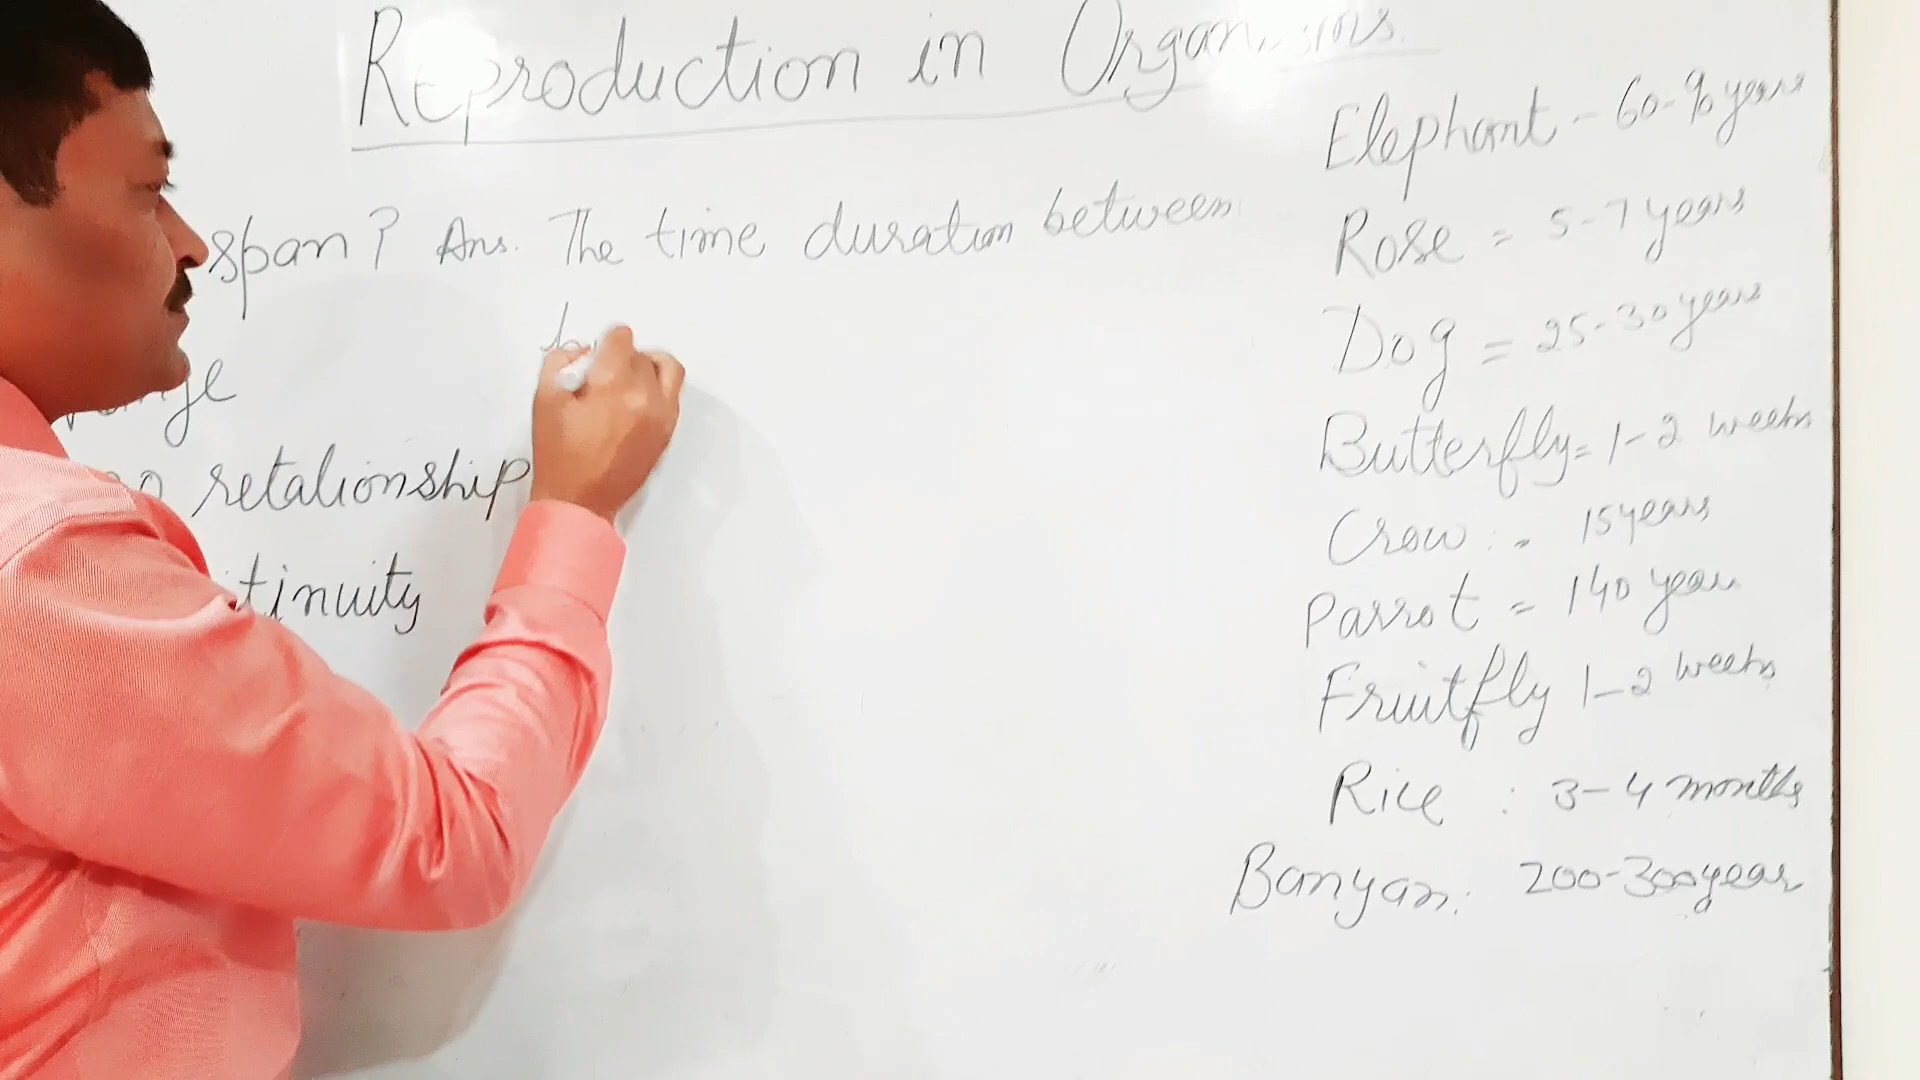 Reproduction in Organisms.
span? Ans. The time duration between
retalionship
tinuity
Elephant - 60-90 years
Rose = 5-7 years
Dog = 25-30 years
Butterfly = 1-2 weeks
Crow : = 15 years
Parrot = 140 year
Fruitfly 1-2 weeks
Rice : 3-4 months
Banyan : 200-300 year